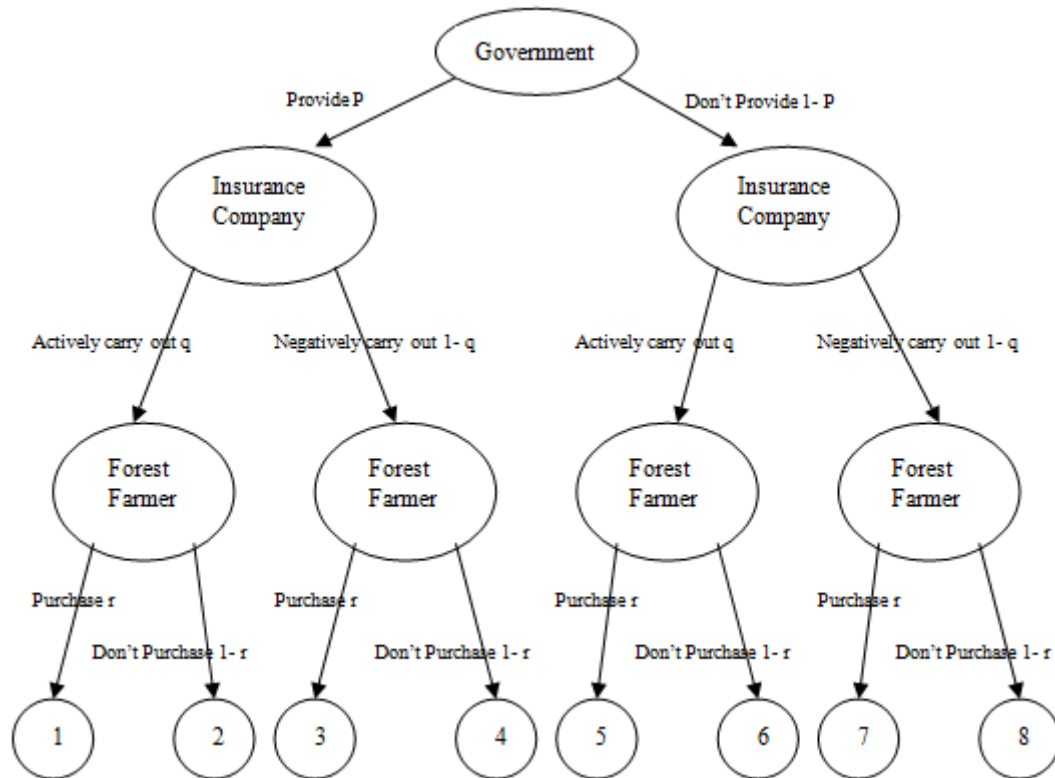 Government
Provide P
Don't Provide 1- P
Insurance
Company
Insurance
Company
Actively carry out q
Negatively carry out 1- q
Actively carry out q
Negatively carry out 1- q
Forest
Farmer
Forest
Farmer
Forest
Farmer
Forest
Farmer
Purchase r
Purchase r
Purchase r
Purchase r
Don't Purchase 1- r
Don't Purchase 1- r
Don't Purchase 1- r
Don't Purchase 1- r
1
2
3
4
5
6
7
8